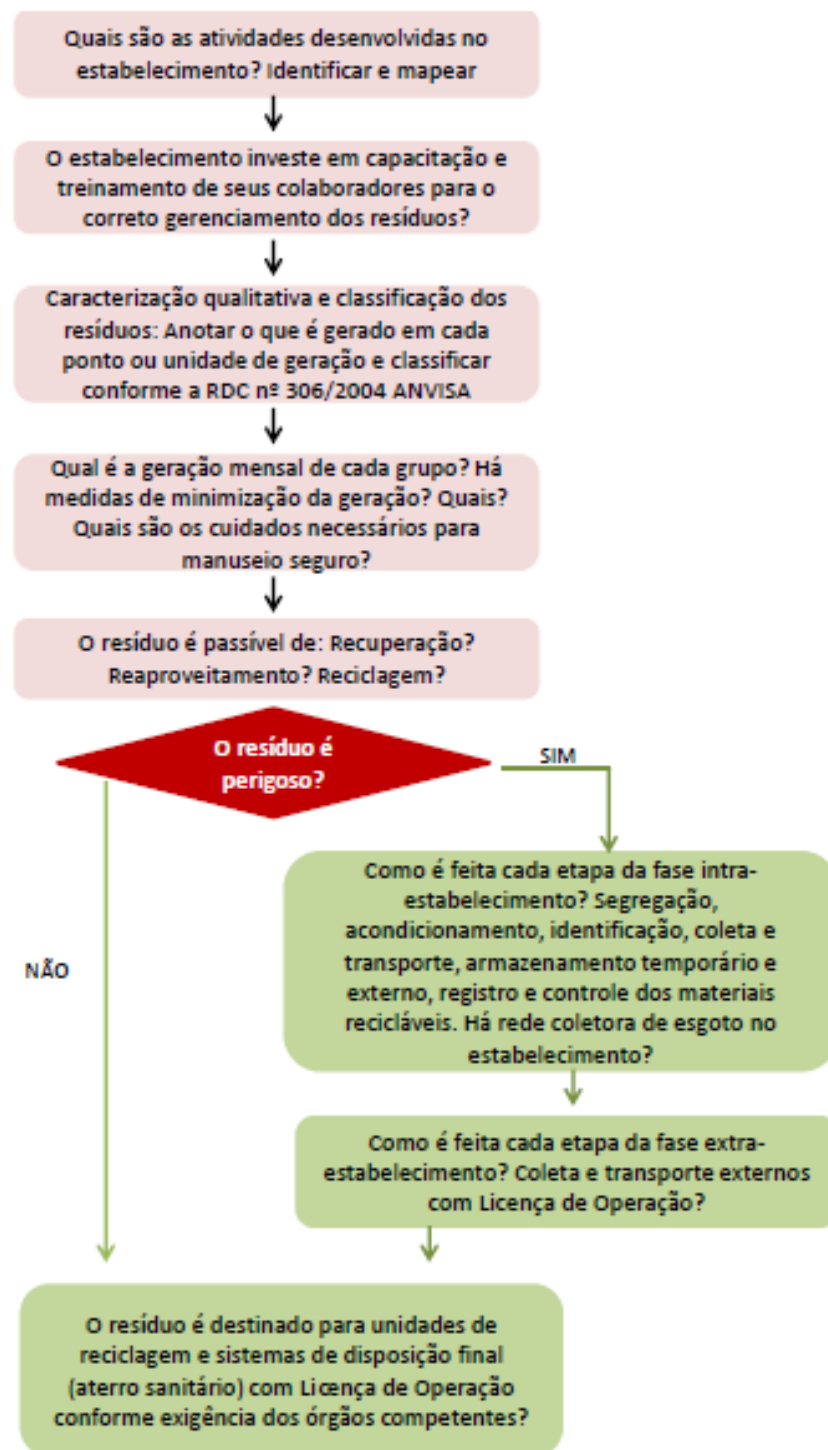 Quais são as atividades desenvolvidas no
estabelecimento? Identificar e mapear
O estabelecimento investe em capacitação e
treinamento de seus colaboradores para o
correto gerenciamento dos resíduos?
Caracterização qualitativa e classificação dos
resíduos: Anotar o que é gerado em cada
ponto ou unidade de geração e classificar
conforme a RDC nº 306/2004 ANVISA
Qual é a geração mensal de cada grupo? Há
medidas de minimização da geração? Quais?
Quais são os cuidados necessários para
manuseio seguro?
O resíduo é passível de: Recuperação?
Reaproveitamento? Reciclagem?
O resíduo é
perigoso?
SIM
Como é feita cada etapa da fase intra-
estabelecimento? Segregação,
acondicionamento, identificação, coleta e
transporte, armazenamento temporário e
externo, registro e controle dos materiais
recicláveis. Há rede coletora de esgoto no
estabelecimento?
NÃO
Como é feita cada etapa da fase extra-
estabelecimento? Coleta e transporte externos
com Licença de Operação?
O resíduo é destinado para unidades de
reciclagem e sistemas de disposição final
(aterro sanitário) com Licença de Operação
conforme exigência dos órgãos competentes?